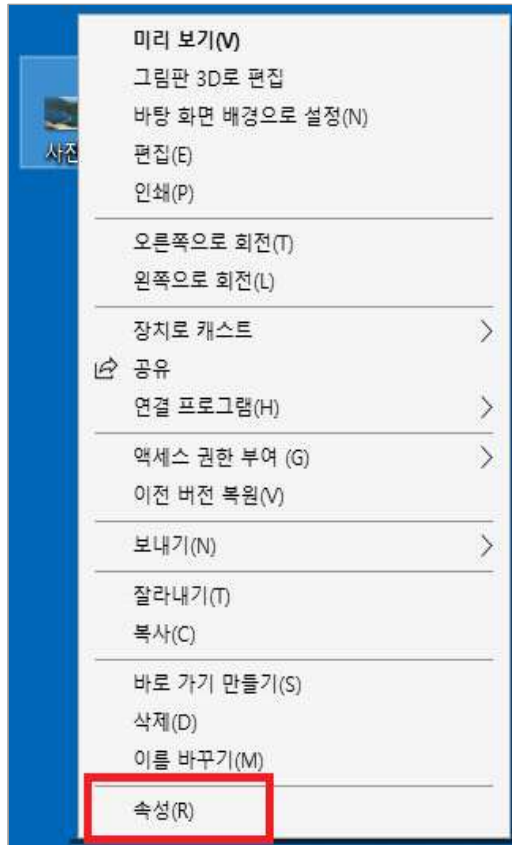 미리 보기(V)
그림판 3D로 편집
바탕 화면 배경으로 설정(N)
편집(E)
인쇄(P)
오른쪽으로 회전(T)
왼쪽으로 회전(L)
장치로 캐스트
공유
연결 프로그램(H)
액세스 권한 부여 (G)
이전 버전 복원(V)
보내기(N)
잘라내기(T)
복사(C)
바로 가기 만들기(S)
삭제(D)
이름 바꾸기(M)
속성(R)
사진